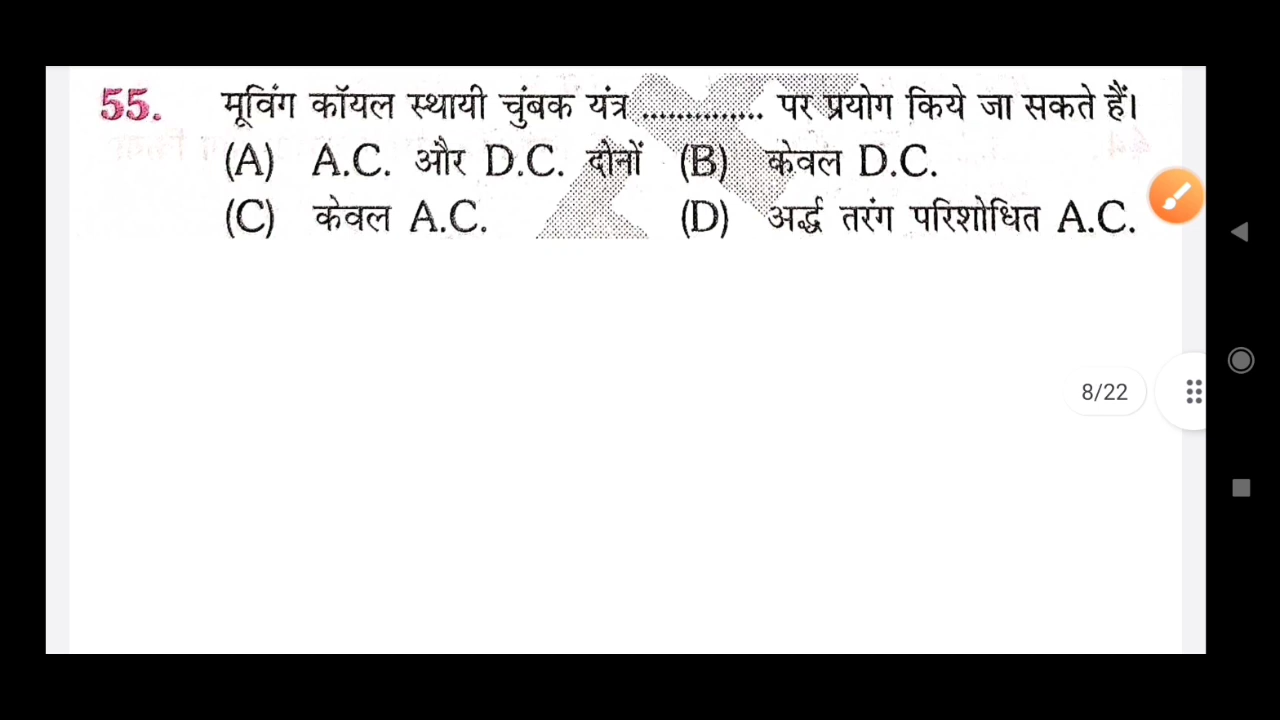 55. मूविंग कॉयल स्थायी चुंबक यंत्र .............. पर प्रयोग किये जा सकते हैं।
(A) A.C. और D.C. दोनों (B) केवल D.C.
(C) केवल A.C. (D) अर्द्ध तरंग परिशोधित A.C.
8/22